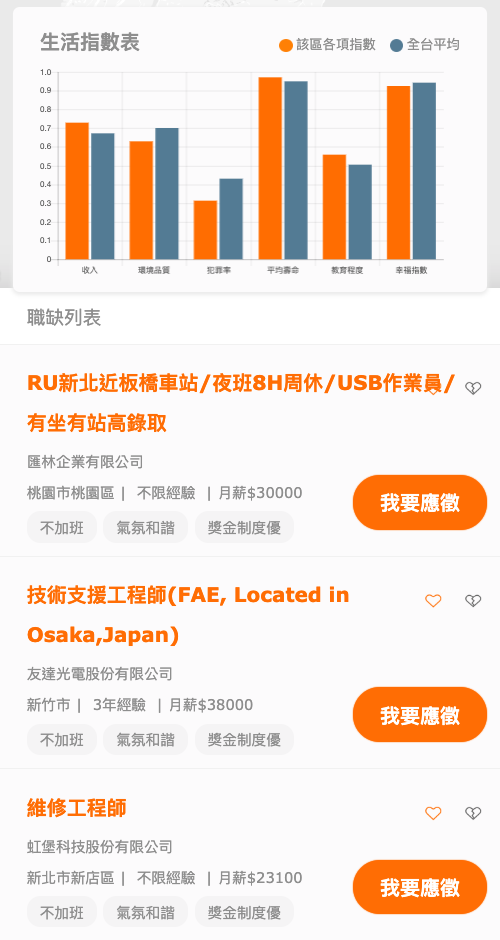 生活指數表
該區各項指數 全台平均
1.0
0.9
0.8
0.7
0.6
0.5
0.4
0.3
0.2
0.1
0
收入 環境品質 犯罪率 平均壽命 教育程度 幸福指數
職缺列表
RU新北近板橋車站/夜班8H周休/USB作業員/
有坐有站高錄取
匯林企業有限公司
桃園市桃園區 | 不限經驗 | 月薪$30000
我要應徵
不加班 氣氛和諧 獎金制度優
技術支援工程師(FAE, Located in
Osaka,Japan)
友達光電股份有限公司
新竹市 | 3年經驗 | 月薪$38000
我要應徵
不加班 氣氛和諧 獎金制度優
維修工程師
虹堡科技股份有限公司
新北市新店區 | 不限經驗 | 月薪$23100
我要應徵
不加班 氣氛和諧 獎金制度優